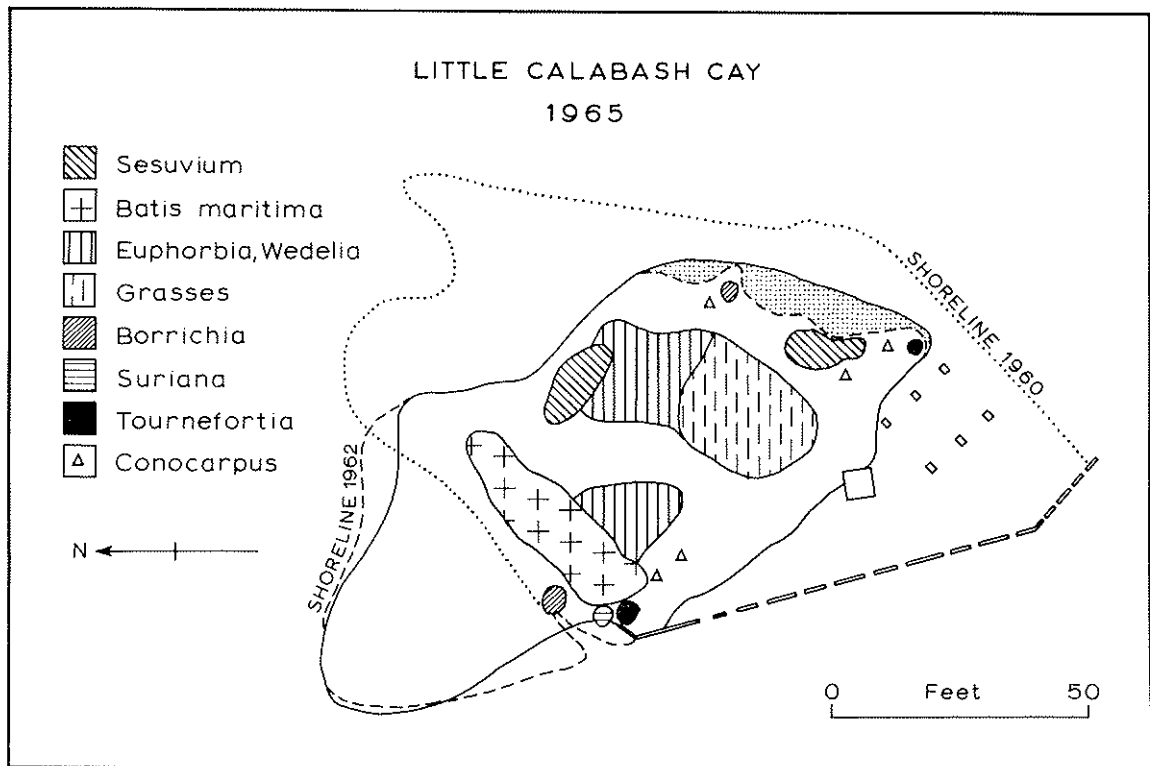 LITTLE CALABASH CAY
1965
Sesuvium
Batis maritima
Euphorbia, Wedelia
Grasses
Borrichia
Suriana
Tournefortia
Conocarpus
N
SHORELINE 1962
SHORELINE 1960
0 Feet 50